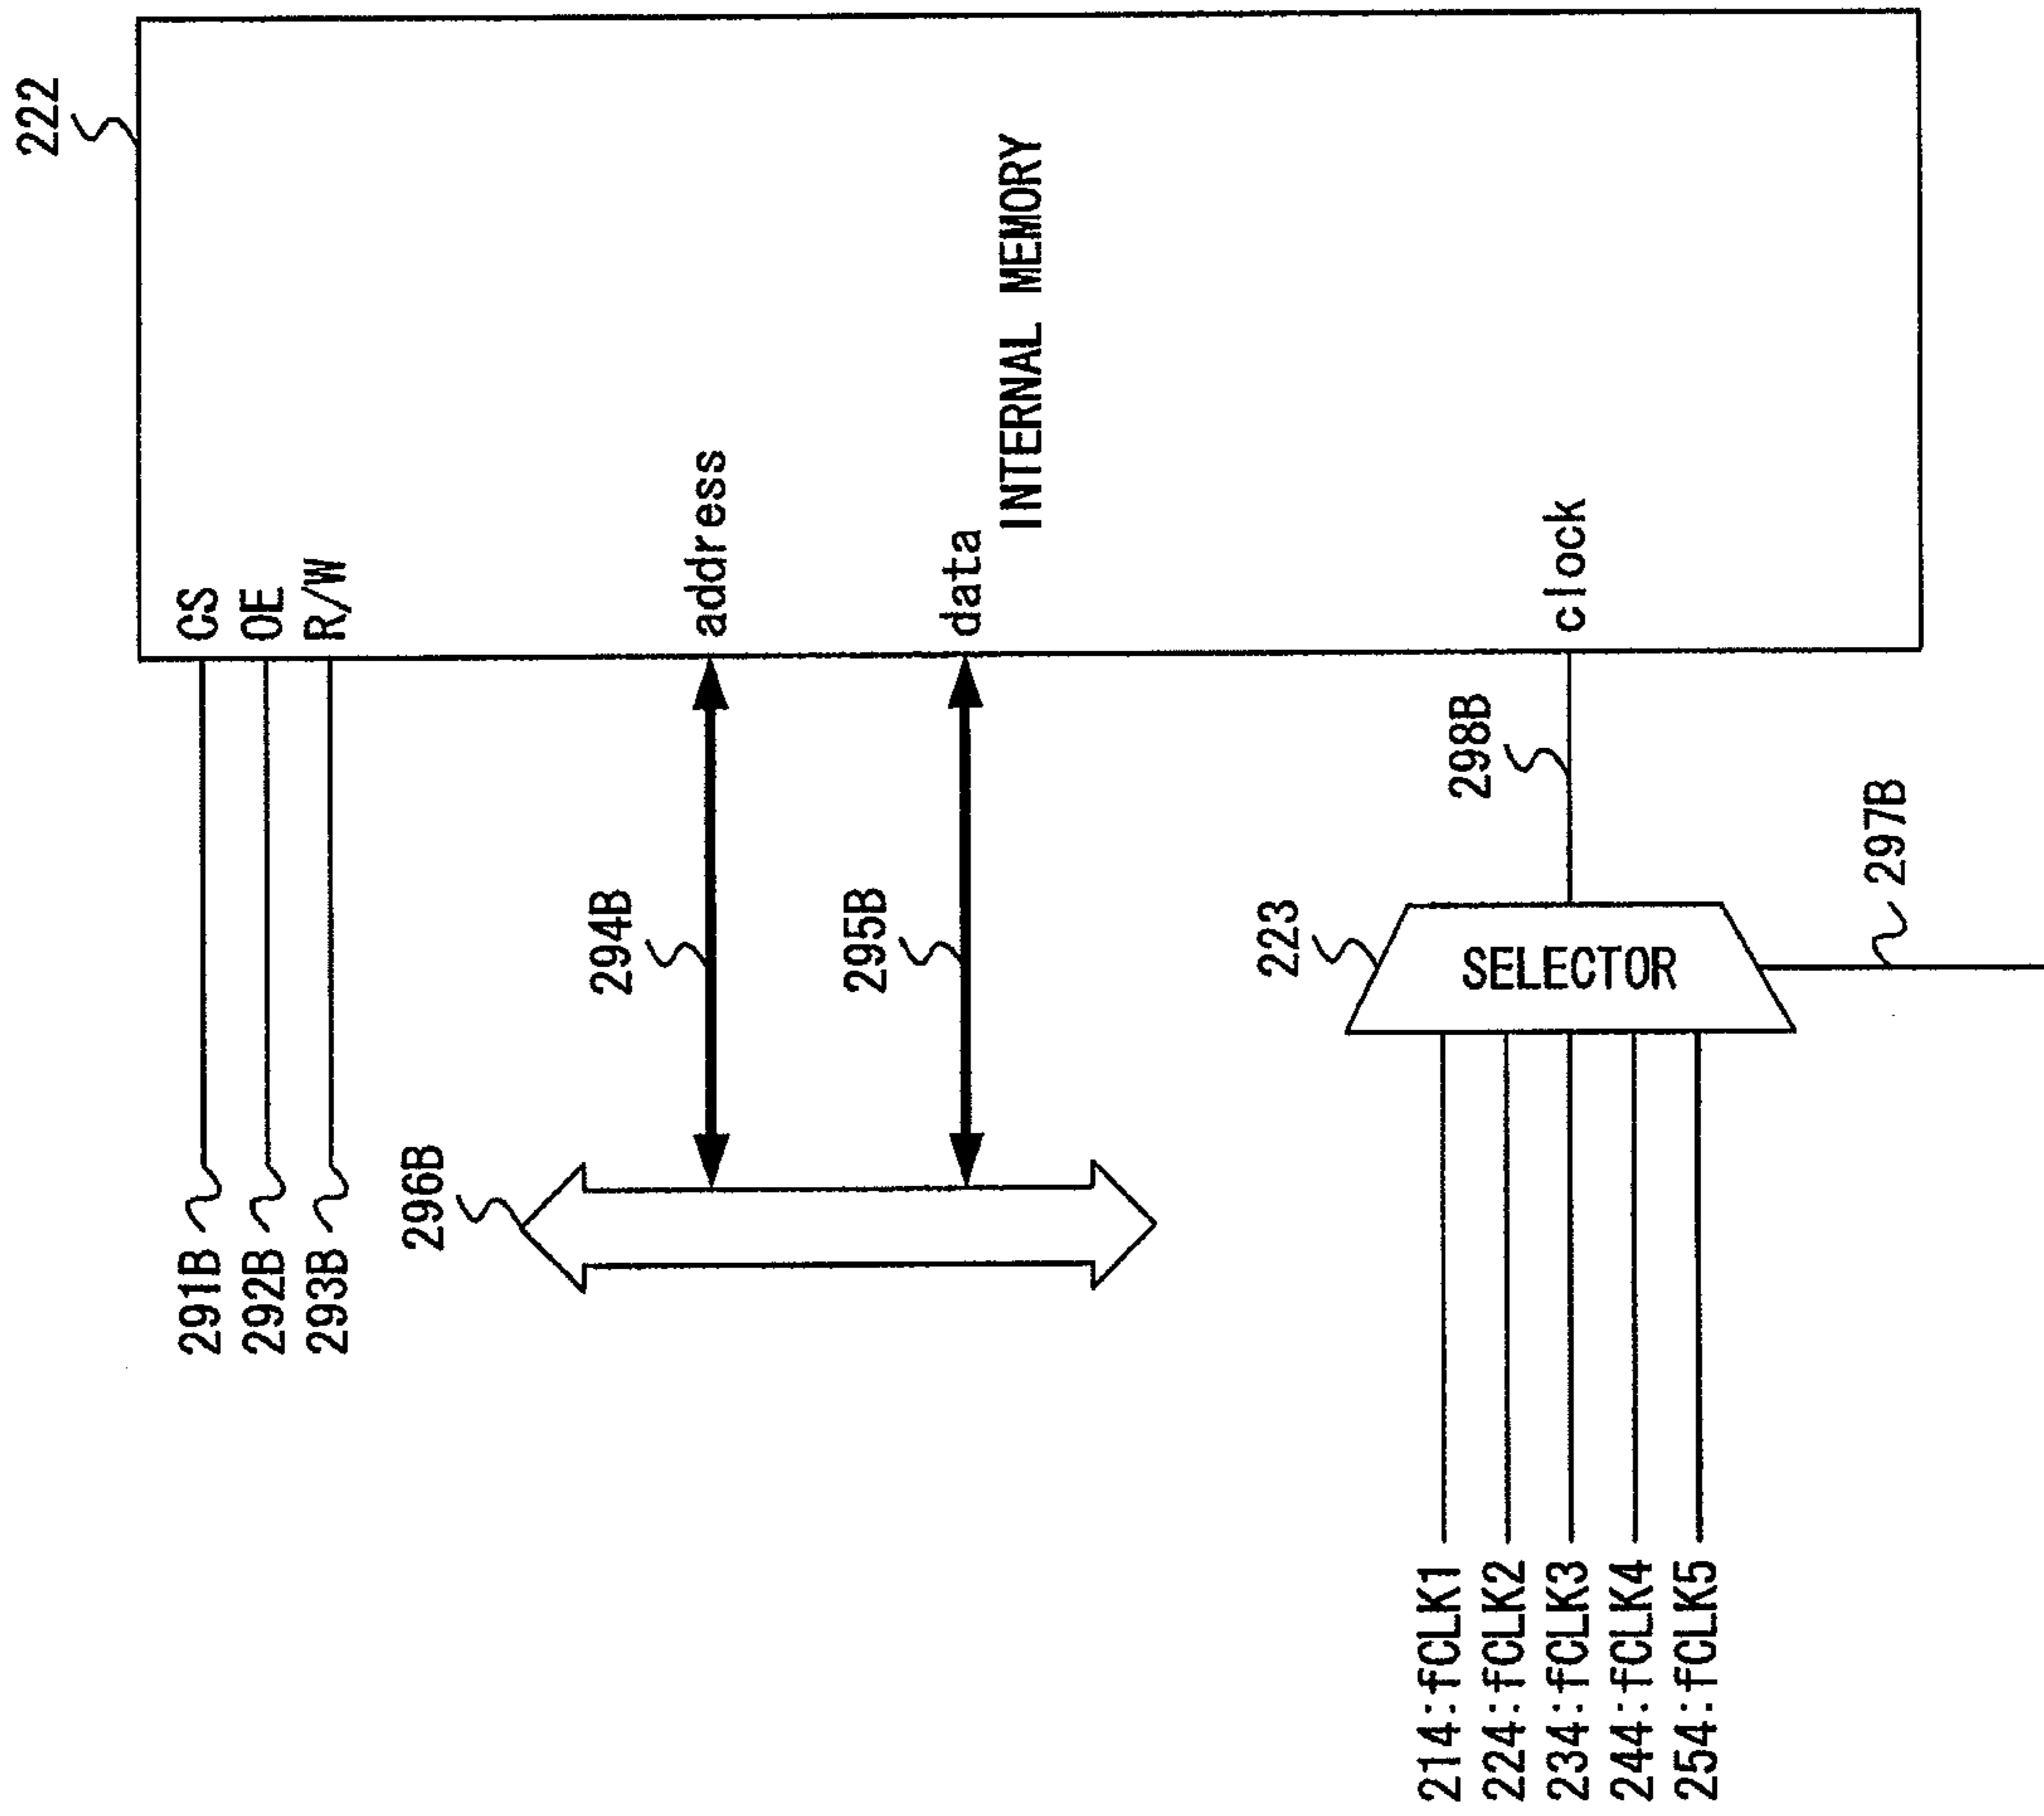 222
CS
OE
R/W
address
data
INTERNAL MEMORY
clock
291B
292B
293B
294B
295B
296B
298B
297B
223
SELECTOR
214::fCLK1
224::fCLK2
234::fCLK3
244::fCLK4
254::fCLK5